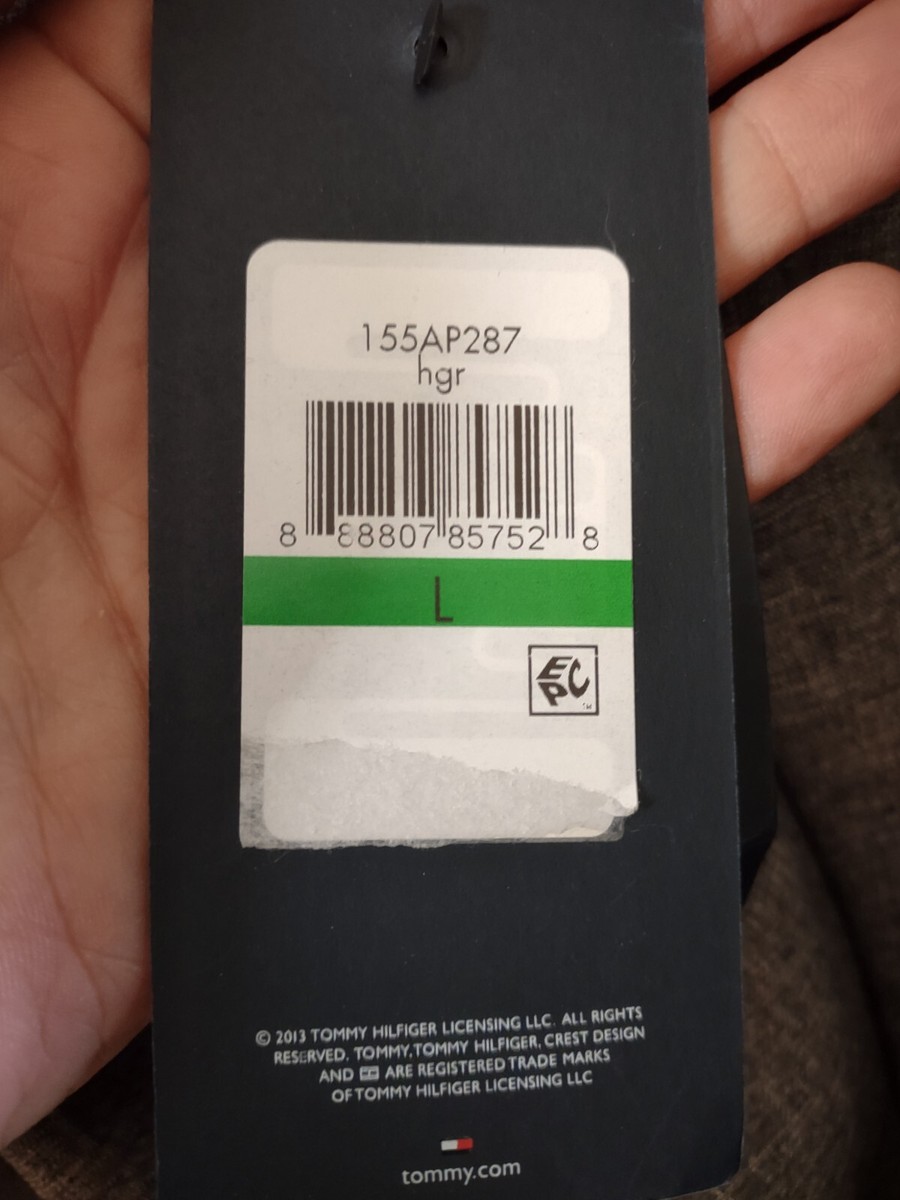 155AP287
hgr
8 88807 85752 8
L
EPC
SM
© 2013 TOMMY HILFIGER LICENSING LLC. ALL RIGHTS
RESERVED. TOMMY, TOMMY HILFIGER, CREST DESIGN
AND ARE REGISTERED TRADE MARKS
OF TOMMY HILFIGER LICENSING LLC
tommy.com